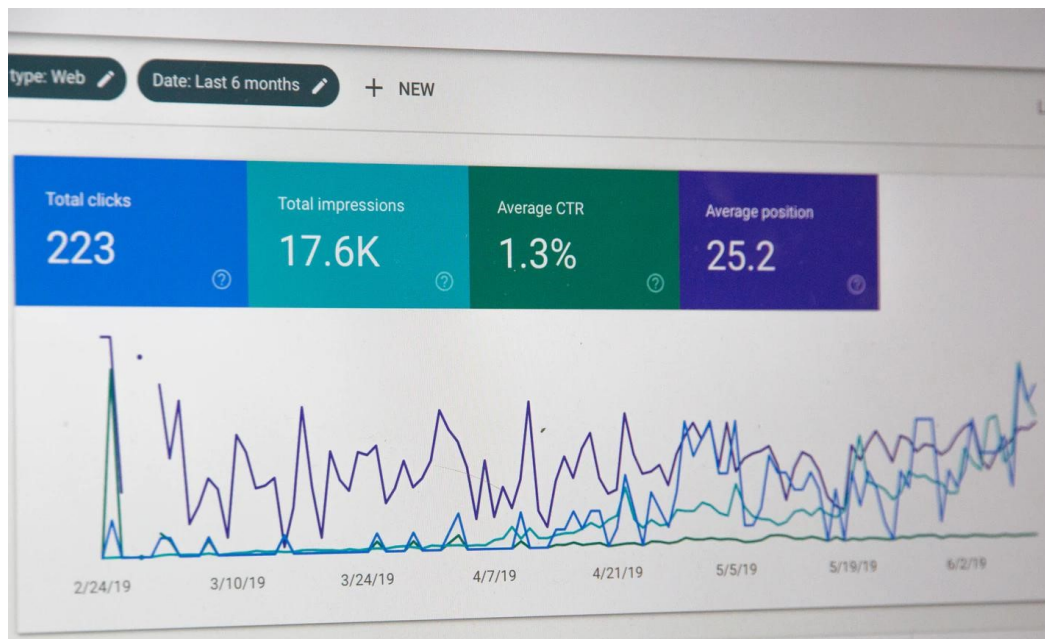 type: Web
Date: Last 6 months
+ NEW
L
Total clicks
223
Total impressions
17.6K
Average CTR
1.3%
Average position
25.2
2/24/19
3/10/19
3/24/19
4/7/19
4/21/19
5/5/19
5/19/19
6/2/19